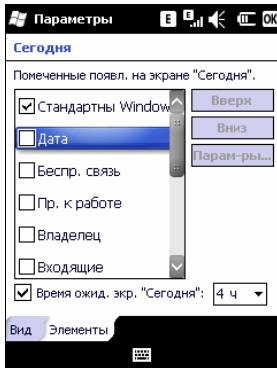 Параметры
E E OK
Сегодня
Помеченные появл. на экране "Сегодня".
Стандартны Window
Вверх
Дата
Вниз
Беспр. связь
Парам-ры...
Пр. к работе
Владелец
Входящие
Время ожид. экр. "Сегодня": 4 ч
Вид Элементы